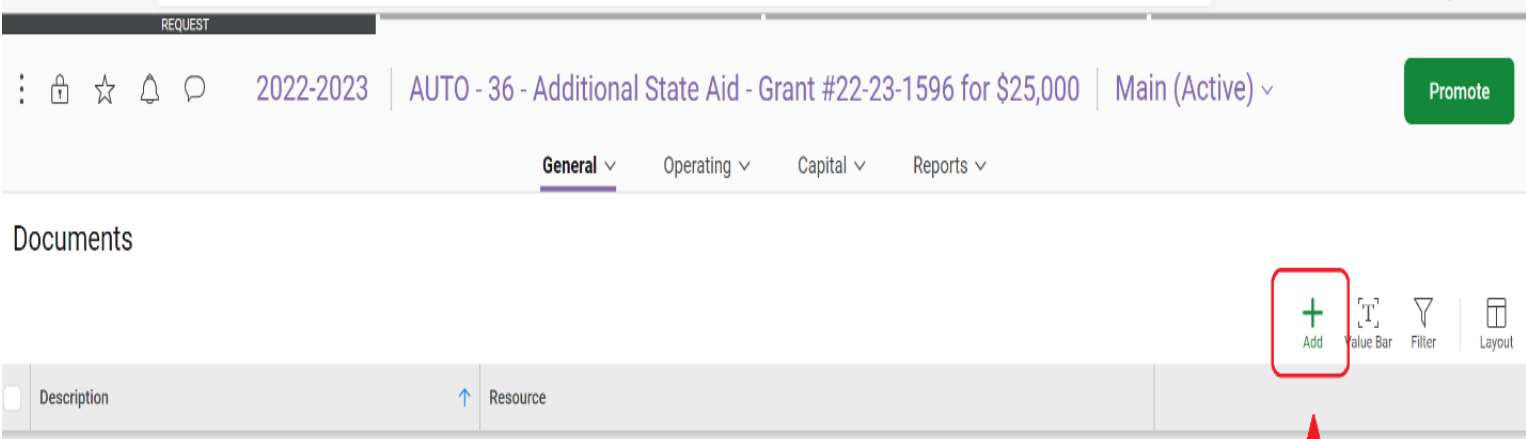 REQUEST
2022-2023 AUTO - 36 - Additional State Aid - Grant #22-23-1596 for $25,000 Main (Active)
Promote
General Operating Capital Reports
Documents
Add Value Bar Filter Layout
Description Resource